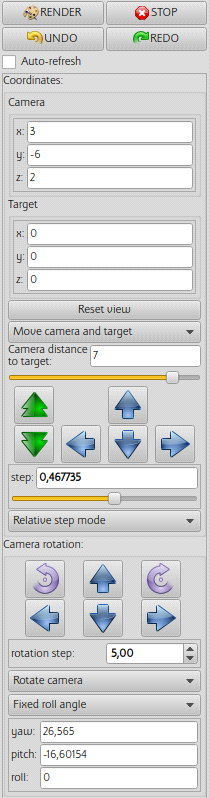 RENDER STOP
UNDO REDO
Auto-refresh
Coordinates:
Camera
x: 3
y: -6
z: 2
Target
x: 0
y: 0
z: 0
Reset view
Move camera and target
Camera distance
to target: 7
step: 0,467735
Relative step mode
Camera rotation:
rotation step: 5,00
Rotate camera
Fixed roll angle
yaw: 26,565
pitch: -16,60154
roll: 0